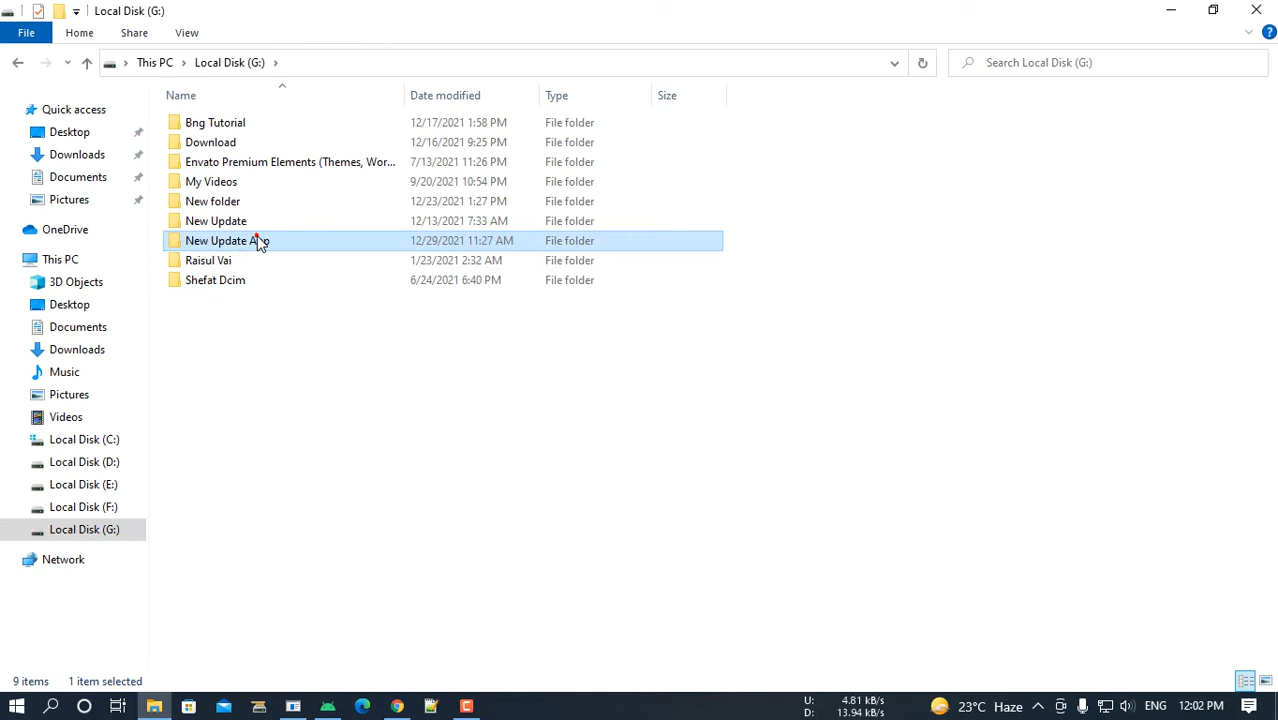 Local Disk (G:)
File Home Share View
This PC Local Disk (G:) Search Local Disk (G:)
Name Date modified Type Size
Quick access
Desktop
Downloads
Documents
Pictures
OneDrive
This PC
3D Objects
Desktop
Documents
Downloads
Music
Pictures
Videos
Local Disk (C:)
Local Disk (D:)
Local Disk (E:)
Local Disk (F:)
Local Disk (G:)
Network
Bng Tutorial 12/17/2021 1:58 PM File folder
Download 12/16/2021 9:25 PM File folder
Envato Premium Elements (Themes, Wor... 7/13/2021 11:26 PM File folder
My Videos 9/20/2021 10:54 PM File folder
New folder 12/23/2021 1:27 PM File folder
New Update 12/13/2021 7:33 AM File folder
New Update 12/29/2021 11:27 AM File folder
Raisul Vai 1/23/2021 2:32 AM File folder
Shefat Dcim 6/24/2021 6:40 PM File folder
9 items 1 item selected
U: 4.81 kB/s
D: 13.94 kB/s
23°C Haze ENG 12:02 PM